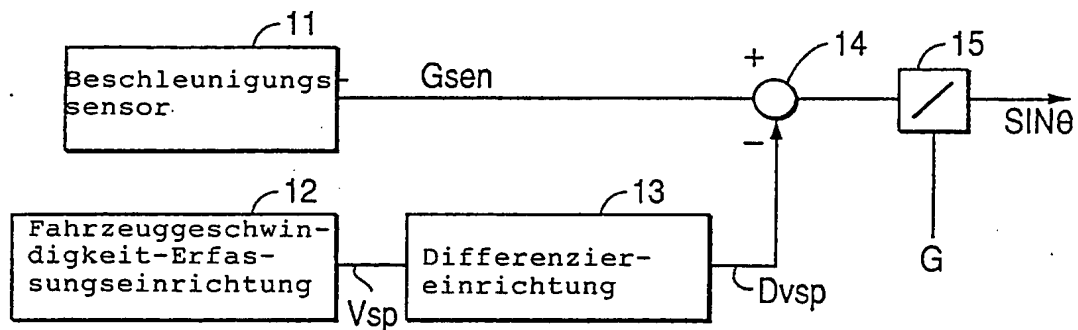 11
Beschleunigungs-
sensor
Gsen
+
−
14
15
SINθ
G
12
Fahrzeuggeschwin-
digkeit-Erfas-
sungseinrichtung
Vsp
13
Differenzier-
einrichtung
Dvsp